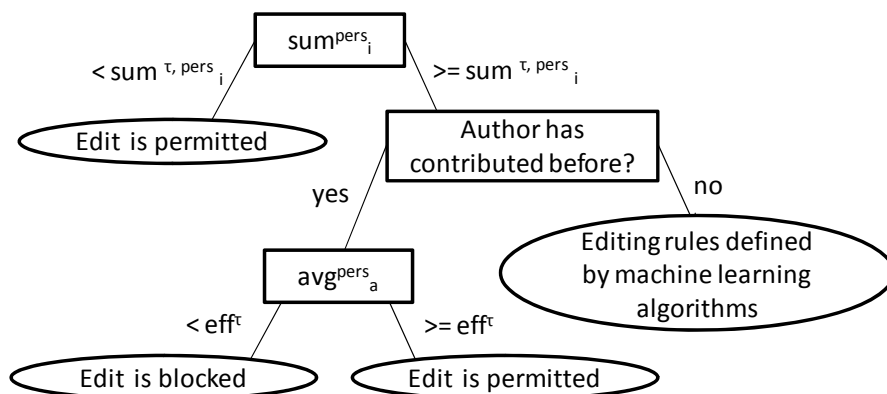 sum^pers_i
< sum ^τ, pers _i
>= sum ^τ, pers _i
Edit is permitted
Author has
contributed before?
yes
no
avg^pers_a
Editing rules defined
by machine learning
algorithms
< eff^τ
>= eff^τ
Edit is blocked
Edit is permitted